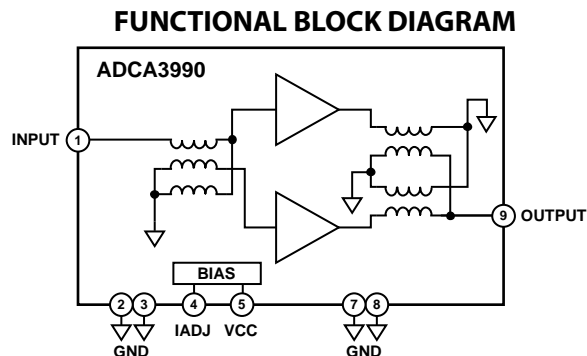 FUNCTIONAL BLOCK DIAGRAM
ADCA3990
INPUT 1
9 OUTPUT
BIAS
2 3 4 5 7 8
GND IADJ VCC GND